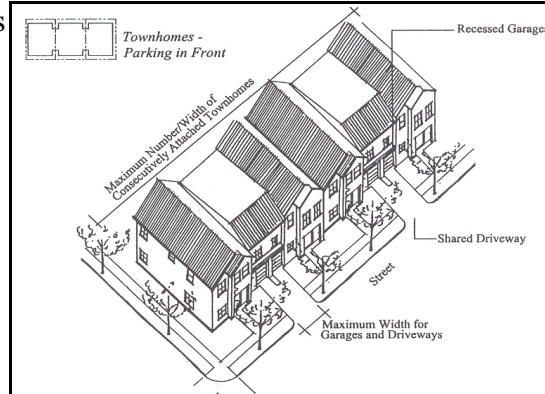 S
Townhomes -
Parking in Front
Recessed Garages
Maximum Number/Width of
Consecutively Attached Townhomes
Shared Driveway
Street
Maximum Width for
Garages and Driveways